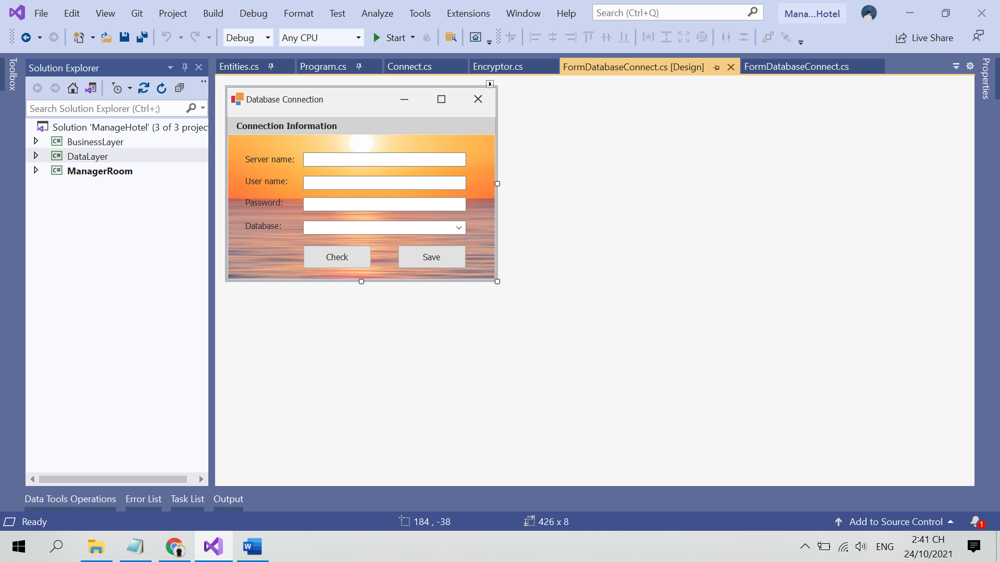 File Edit View Git Project Build Debug Format Test Analyze Tools Extensions Window Help Search (Ctrl+Q) Mana...Hotel
Debug Any CPU Start Live Share
Toolbox
Solution Explorer
Search Solution Explorer (Ctrl+;)
Solution 'ManageHotel' (3 of 3 projec
C# BusinessLayer
C# DataLayer
C# ManagerRoom
Entities.cs Program.cs Connect.cs Encryptor.cs FormDatabaseConnect.cs [Design] FormDatabaseConnect.cs
Database Connection
Connection Information
Server name:
User name:
Password:
Database:
Check Save
Properties
Data Tools Operations Error List Task List Output
Ready 184 , -38 426 x 8 Add to Source Control 1
W ENG 2:41 CH
24/10/2021